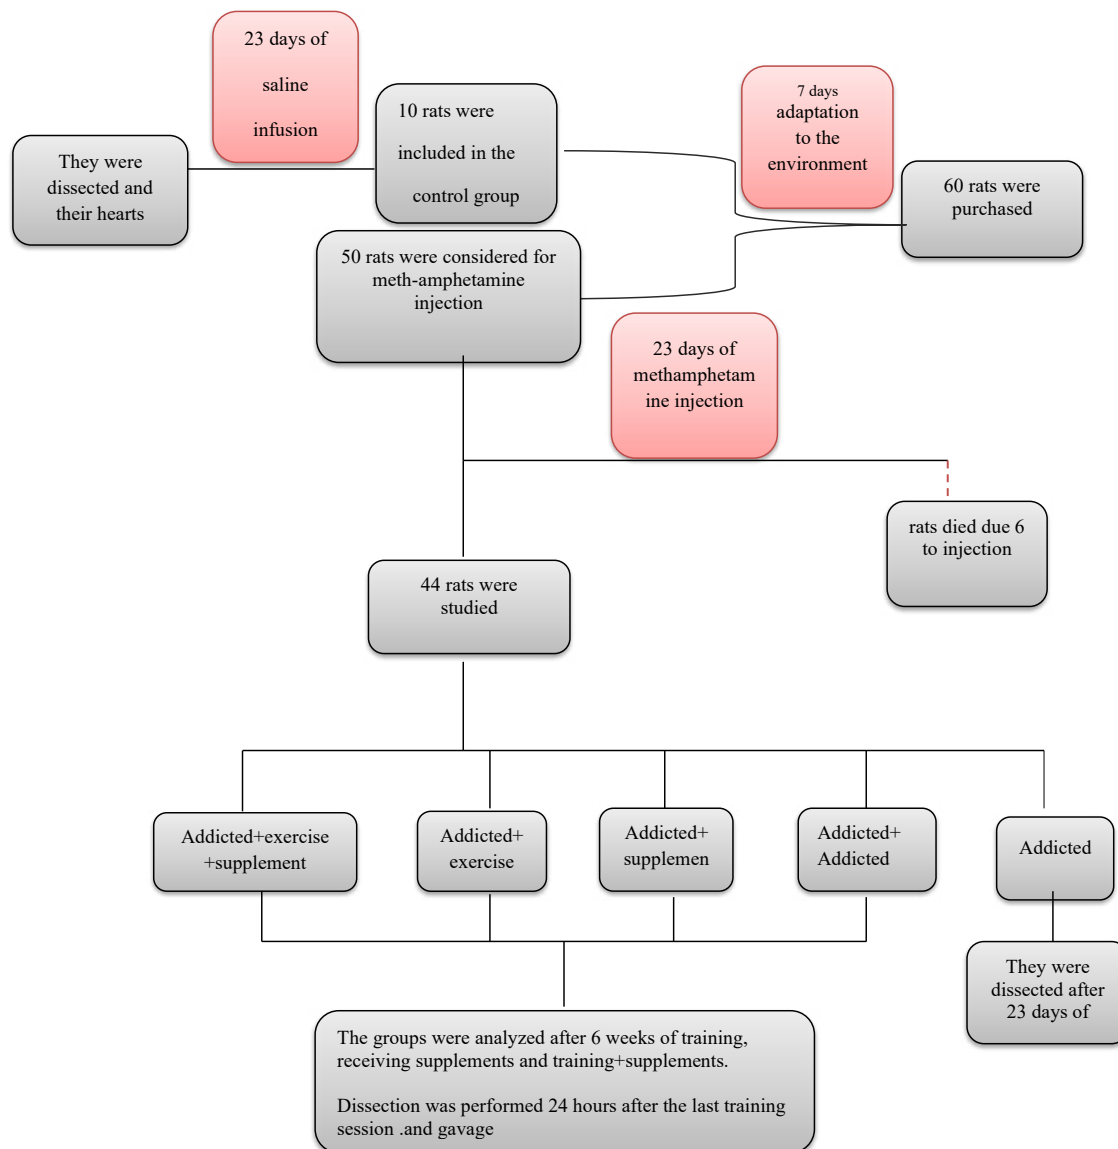 23 days of
saline
infusion
10 rats were
included in the
control group
7 days
adaptation
to the
environment
They were
dissected and
their hearts
60 rats were
purchased
50 rats were considered for
meth-amphetamine
injection
23 days of
methamphetam
ine injection
rats died due 6
to injection
44 rats were
studied
Addicted+exercise
+supplement
Addicted+
exercise
Addicted+
supplemen
Addicted+
Addicted
Addicted
They were
dissected after
23 days of
The groups were analyzed after 6 weeks of training,
receiving supplements and training+supplements.
Dissection was performed 24 hours after the last training
session .and gavage